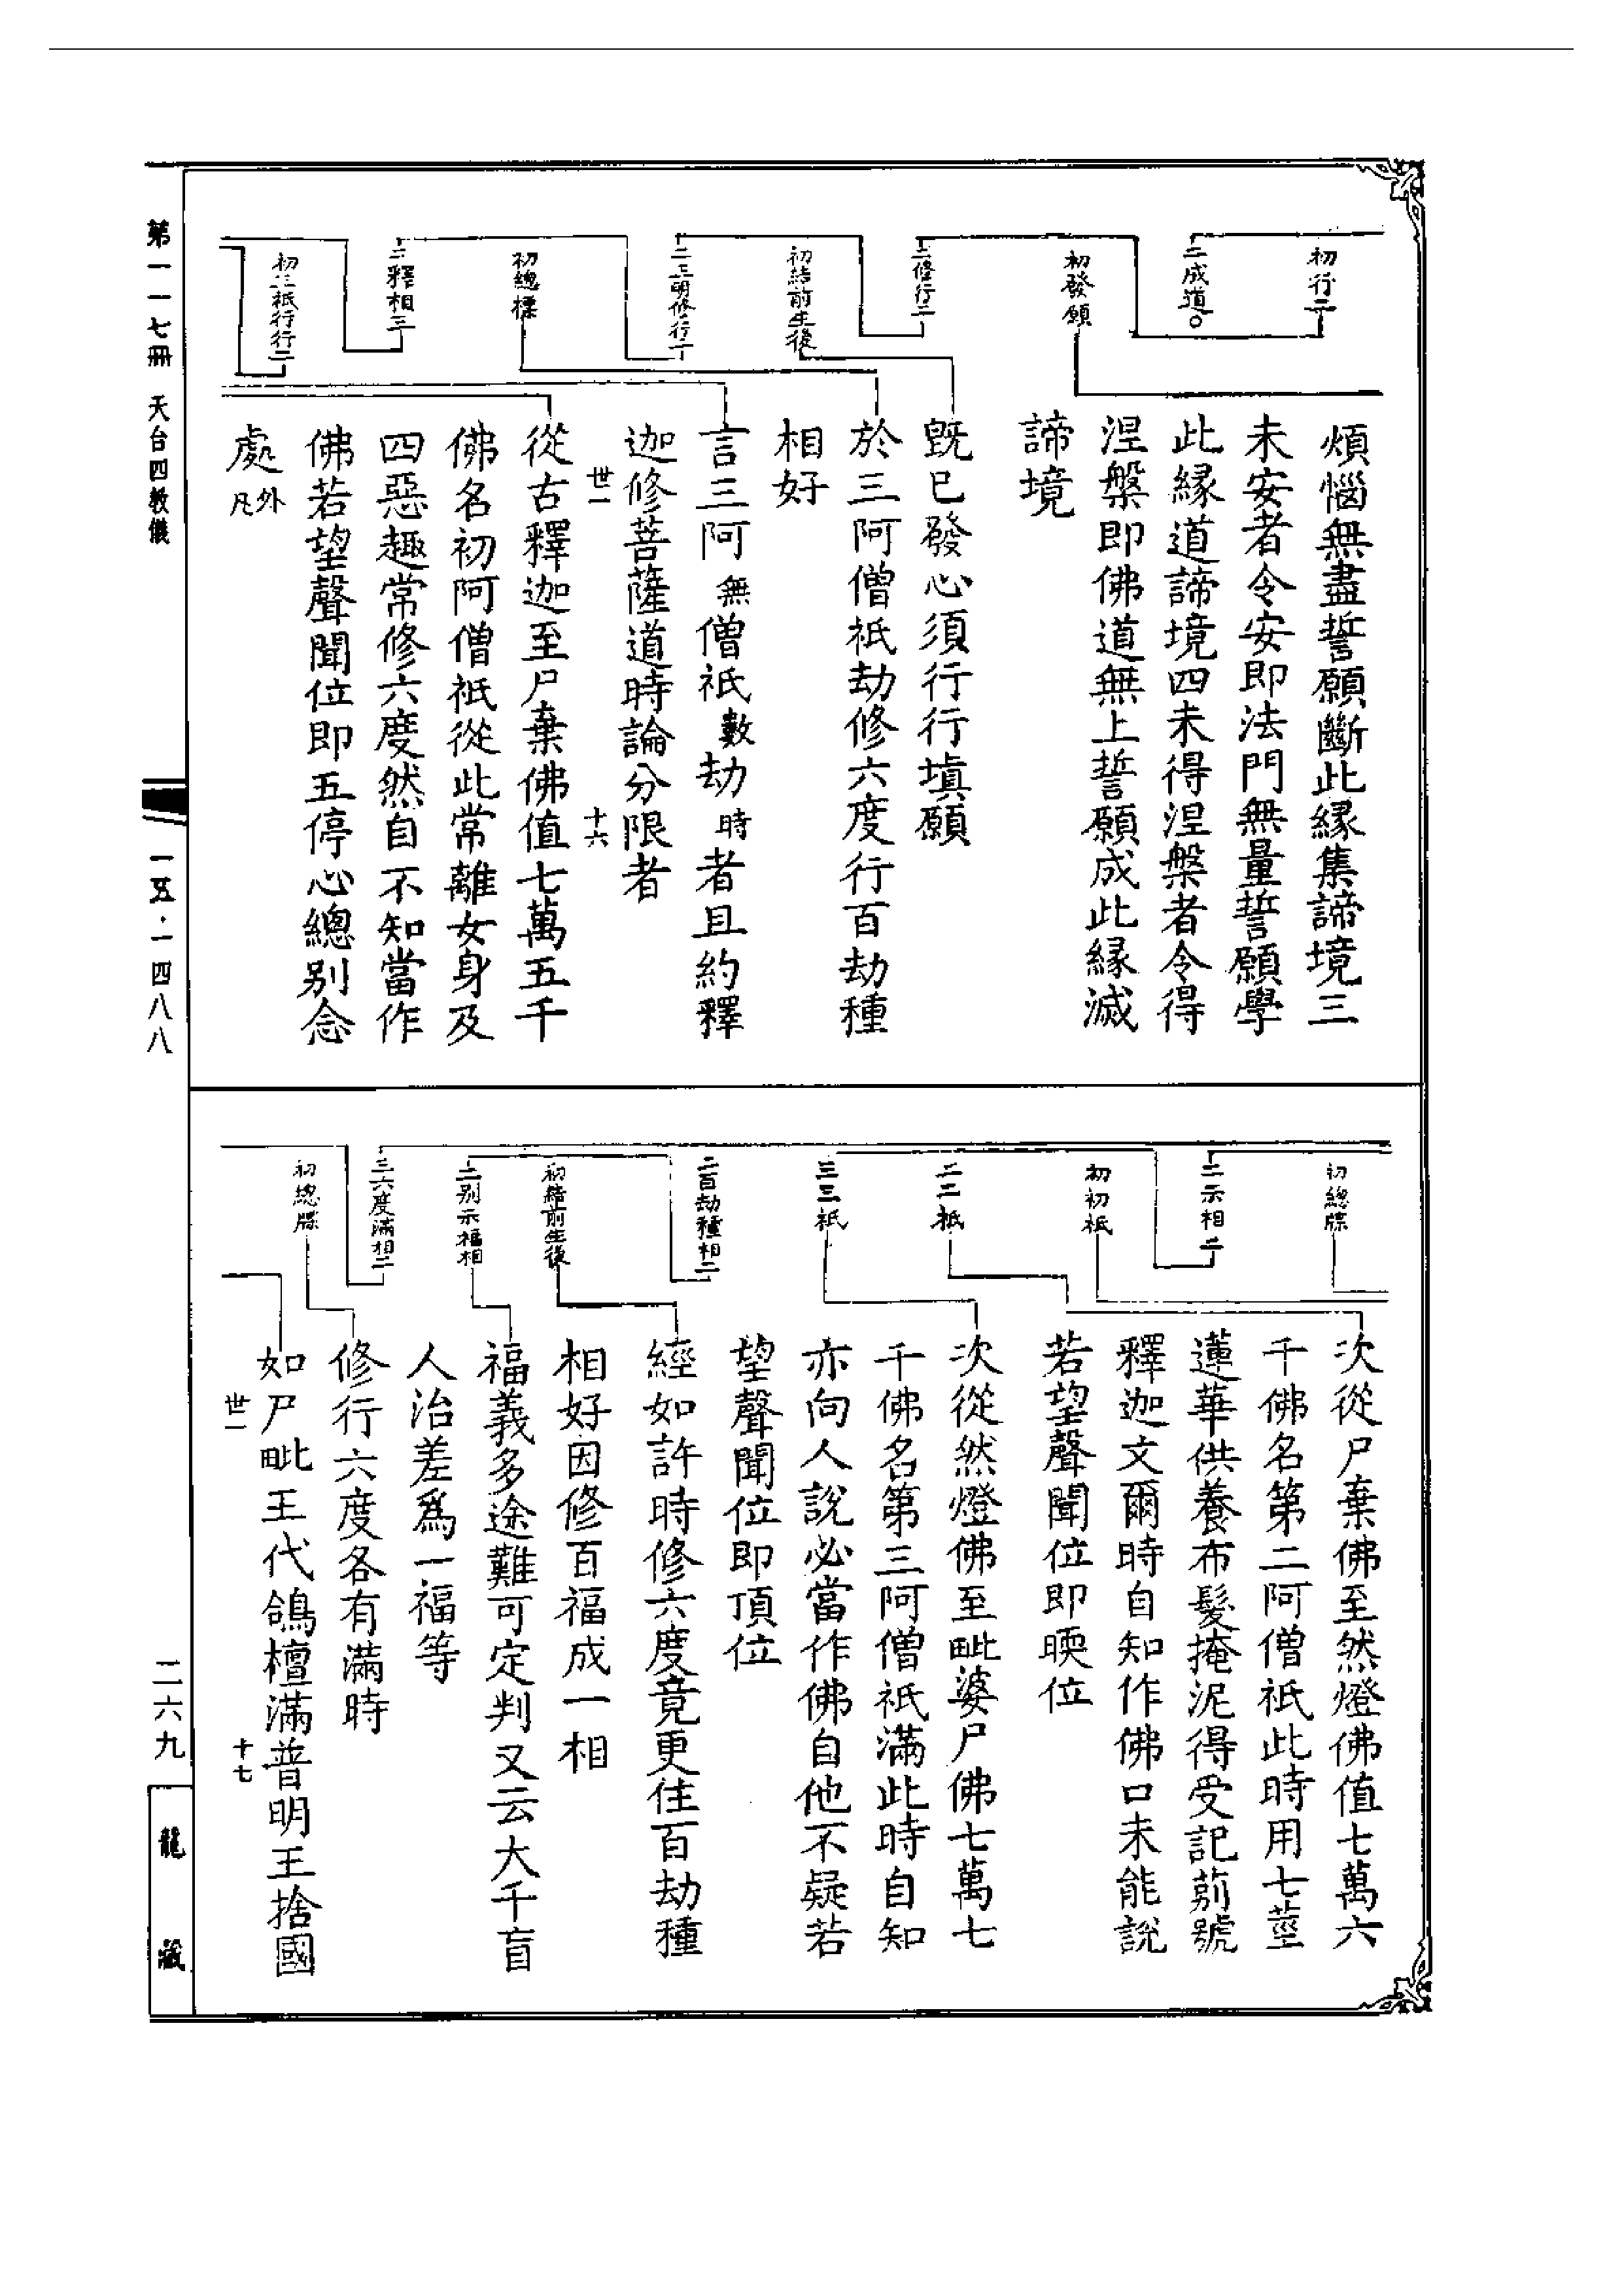 初行二
二成道○
初發願
二修行二
初結前生後
二正明修行二
初總標
二釋相三
初三祇行行二
煩惱無盡誓願斷此緣集諦境三
未安者令安即法門無量誓願學
此緣道諦境四未得涅槃者令得
涅槃即佛道無上誓願成此緣滅
諦境
既已發心須行行填願
於三阿僧祇劫修六度行百劫種
相好
言三阿無僧祇數劫時者且約釋
迦修菩薩道時論分限者
世一
十六
從古釋迦至尸棄佛值七萬五千
佛名初阿僧祇從此常離女身及
四惡趣常修六度然自不知當作
佛若望聲聞位即五停心總別念
處外凡
初總牒
二示相三
初初祇
二二祇
三三祇
二百劫種相二
初結前生後
二別示福相
三六度滿相二
初總牒
次從尸棄佛至然燈佛值七萬六
千佛名第二阿僧祇此時用七莖
蓮華供養布髮掩泥得受記莂號
釋迦文爾時自知作佛口未能說
若望聲聞位即䎡位
次從然燈佛至毗婆尸佛七萬七
千佛名第三阿僧祇滿此時自知
亦向人說必當作佛自他不疑若
望聲聞位即頂位
經如許時修六度竟更住百劫種
相好因修百福成一相
福義多途難可定判又云大千盲
人治差爲一福等
修行六度各有滿時
如尸毗王代鴿檀滿普明王捨國
世一
十七
第一一七冊
天台四教儀
一五·一四八八
二六九
龍藏